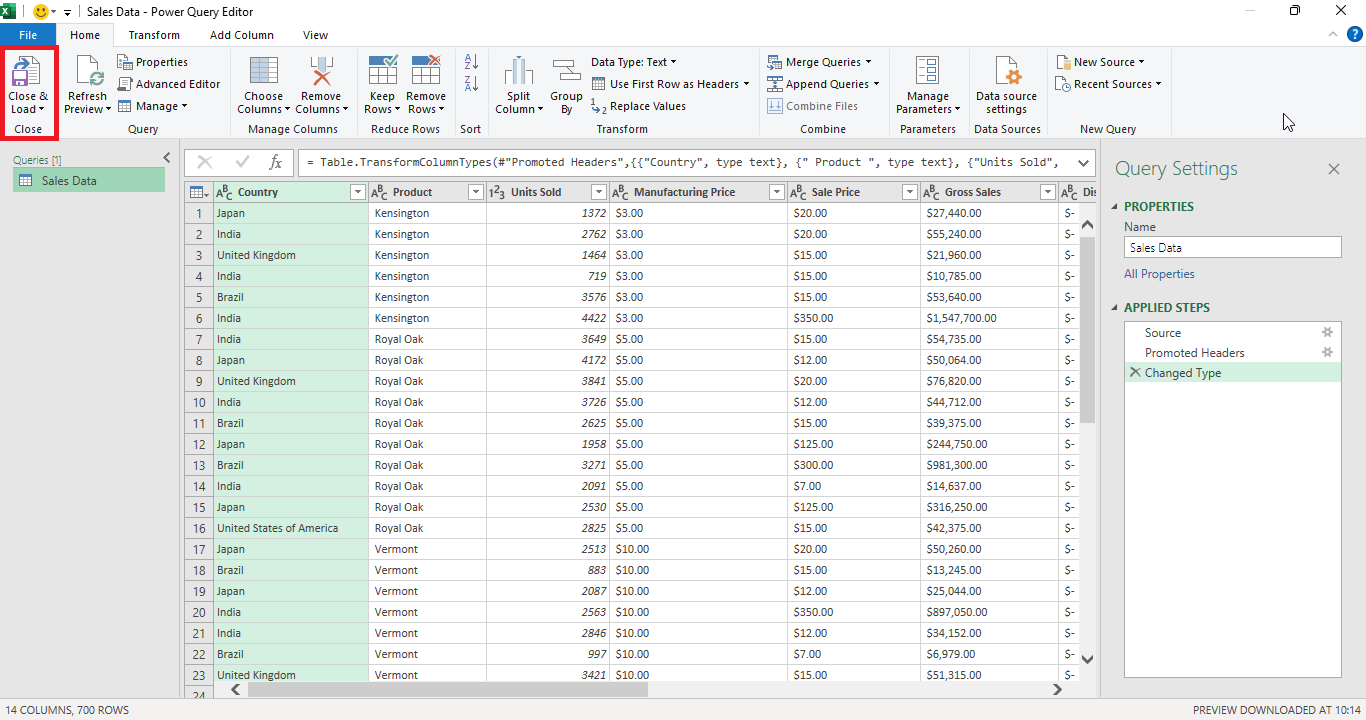 Sales Data - Power Query Editor
File Home Transform Add Column View
Close & Load
Close
Refresh Preview
Properties
Advanced Editor
Manage
Query
Choose Columns
Remove Columns
Manage Columns
Keep Rows
Remove Rows
Reduce Rows
Sort
Split Column
Group By
Data Type: Text
Use First Row as Headers
Replace Values
Transform
Merge Queries
Append Queries
Combine Files
Combine
Manage Parameters
Parameters
Data source settings
Data Sources
New Source
Recent Sources
New Query
Queries [1]
Sales Data
= Table.TransformColumnTypes(#"Promoted Headers",{{"Country", type text}, {" Product ", type text}, {"Units Sold",
Country Product Units Sold Manufacturing Price Sale Price Gross Sales Dis
1 Japan Kensington 1372 $3.00 $20.00 $27,440.00 $-
2 India Kensington 2762 $3.00 $20.00 $55,240.00 $-
3 United Kingdom Kensington 1464 $3.00 $15.00 $21,960.00 $-
4 India Kensington 719 $3.00 $15.00 $10,785.00 $-
5 Brazil Kensington 3576 $3.00 $15.00 $53,640.00 $-
6 India Kensington 4422 $3.00 $350.00 $1,547,700.00 $-
7 India Royal Oak 3649 $5.00 $15.00 $54,735.00 $-
8 Japan Royal Oak 4172 $5.00 $12.00 $50,064.00 $-
9 United Kingdom Royal Oak 3841 $5.00 $20.00 $76,820.00 $-
10 India Royal Oak 3726 $5.00 $12.00 $44,712.00 $-
11 Brazil Royal Oak 2625 $5.00 $15.00 $39,375.00 $-
12 Japan Royal Oak 1958 $5.00 $125.00 $244,750.00 $-
13 Brazil Royal Oak 3271 $5.00 $300.00 $981,300.00 $-
14 India Royal Oak 2091 $5.00 $7.00 $14,637.00 $-
15 Japan Royal Oak 2530 $5.00 $125.00 $316,250.00 $-
16 United States of America Royal Oak 2825 $5.00 $15.00 $42,375.00 $-
17 Japan Vermont 2513 $10.00 $20.00 $50,260.00 $-
18 Brazil Vermont 883 $10.00 $15.00 $13,245.00 $-
19 Japan Vermont 2087 $10.00 $12.00 $25,044.00 $-
20 India Vermont 2563 $10.00 $350.00 $897,050.00 $-
21 India Vermont 2846 $10.00 $12.00 $34,152.00 $-
22 Brazil Vermont 997 $10.00 $7.00 $6,979.00 $-
23 United Kingdom Vermont 3421 $10.00 $15.00 $51,315.00 $-
24
Query Settings
PROPERTIES
Name
Sales Data
All Properties
APPLIED STEPS
Source
Promoted Headers
Changed Type
14 COLUMNS, 700 ROWS
PREVIEW DOWNLOADED AT 10:14